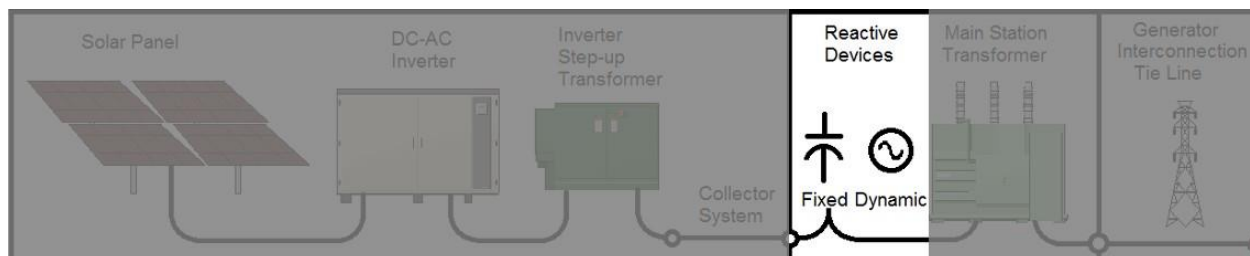 Solar Panel
DC-AC
Inverter
Inverter
Step-up
Transformer
Collector
System
Reactive
Devices
Fixed Dynamic
Main Station
Transformer
Generator
Interconnection
Tie Line